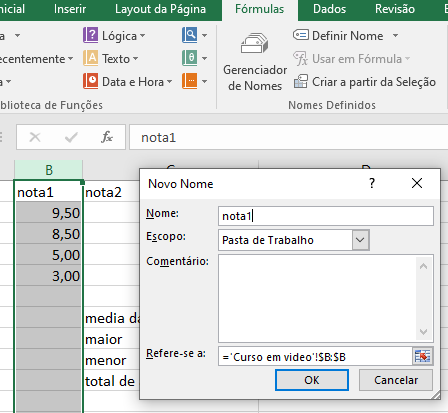 nicial Inserir Layout da Página Fórmulas Dados Revisão E
Lógica
Definir Nome
ecentemente Texto
Usar em Fórmula
Data e Hora
Gerenciador de Nomes
Criar a partir da Seleção
iblioteca de Funções
Nomes Definidos
fx nota1
B
nota1 nota2
9,50
8,50
5,00
3,00
media da
maior
menor
total de
Novo Nome ? ×
Nome: nota1
Escopo: Pasta de Trabalho
Comentário:
Refere-se a: ='Curso em video'!$B:$B
OK Cancelar